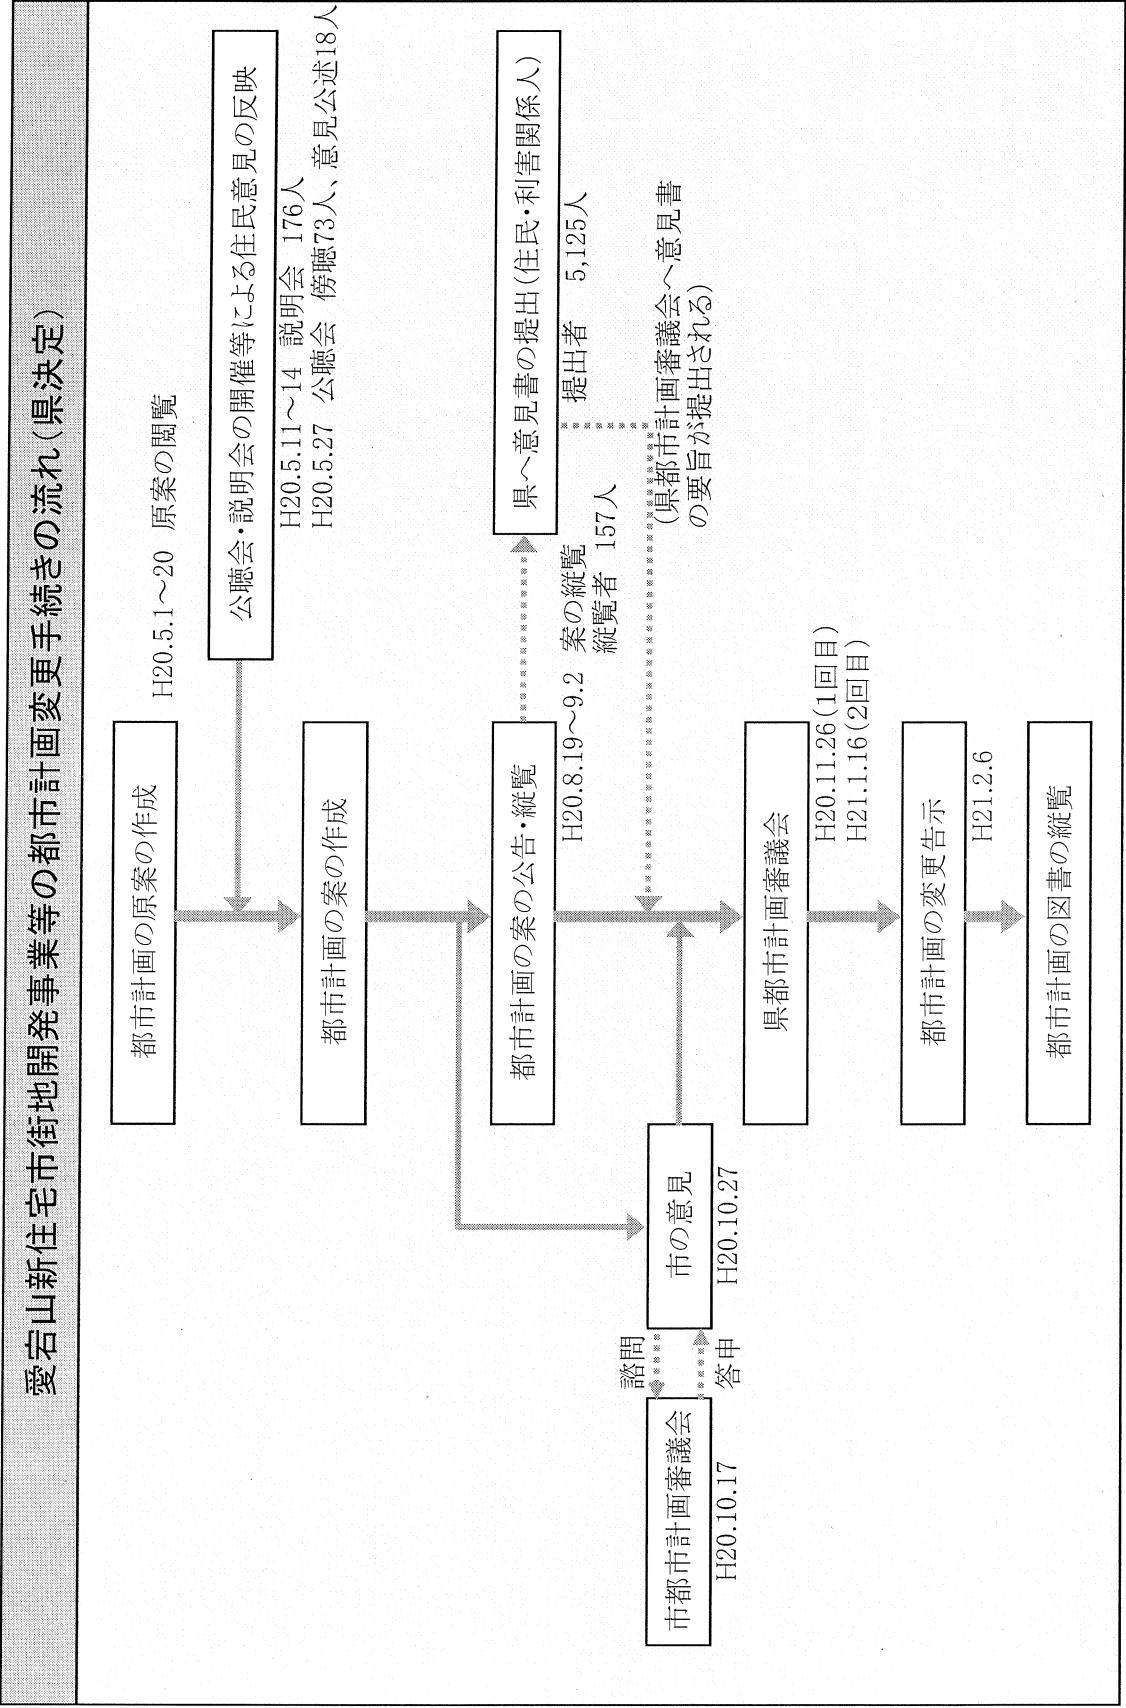 愛宕山新住宅市街地開発事業等の都市計画変更手続きの流れ（県決定）
都市計画の原案の作成
H20.5.1～20 原案の閲覧
公聴会・説明会の開催等による住民意見の反映
H20.5.11～14 説明会 176人
H20.5.27 公聴会 傍聴73人、意見公述18人
都市計画の案の作成
都市計画の案の公告・縦覧
H20.8.19～9.2 案の縦覧
縦覧者 157人
県へ意見書の提出（住民・利害関係人）
提出者 5,125人
（県都市計画審議会へ意見書
の要旨が提出される）
市都市計画審議会
H20.10.17
諮問
答申
市の意見
H20.10.27
県都市計画審議会
H20.11.26（1回目）
H21.1.16（2回目）
都市計画の変更告示
H21.2.6
都市計画の図書の縦覧